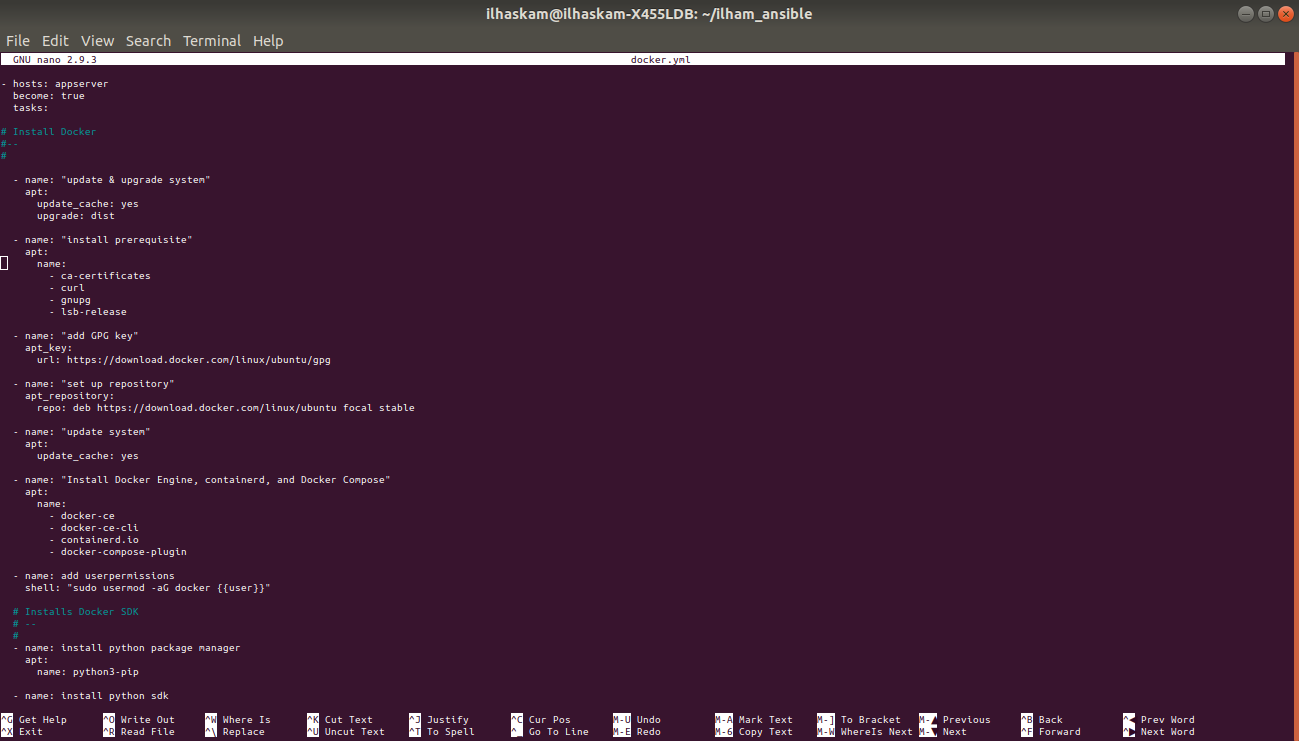 ilhaskam@ilhaskam-X455LDB: ~/ilham_ansible
File Edit View Search Terminal Help
GNU nano 2.9.3 docker.yml
- hosts: appserver
  become: true
  tasks:
# Install Docker
#--
#
  - name: "update & upgrade system"
    apt:
      update_cache: yes
      upgrade: dist
  - name: "install prerequisite"
    apt:
      name:
        - ca-certificates
        - curl
        - gnupg
        - lsb-release
  - name: "add GPG key"
    apt_key:
      url: https://download.docker.com/linux/ubuntu/gpg
  - name: "set up repository"
    apt_repository:
      repo: deb https://download.docker.com/linux/ubuntu focal stable
  - name: "update system"
    apt:
      update_cache: yes
  - name: "Install Docker Engine, containerd, and Docker Compose"
    apt:
      name:
        - docker-ce
        - docker-ce-cli
        - containerd.io
        - docker-compose-plugin
  - name: add userpermissions
    shell: "sudo usermod -aG docker {{user}}"
  # Installs Docker SDK
  # --
  #
  - name: install python package manager
    apt:
      name: python3-pip
  - name: install python sdk
^G Get Help ^O Write Out ^W Where Is ^K Cut Text ^J Justify ^C Cur Pos M-U Undo M-A Mark Text M-] To Bracket M-▲ Previous ^B Back ^◀ Prev Word
^X Exit ^R Read File ^\ Replace ^U Uncut Text ^T To Spell ^_ Go To Line M-E Redo M-6 Copy Text M-W WhereIs Next M-▼ Next ^F Forward ^▶ Next Word